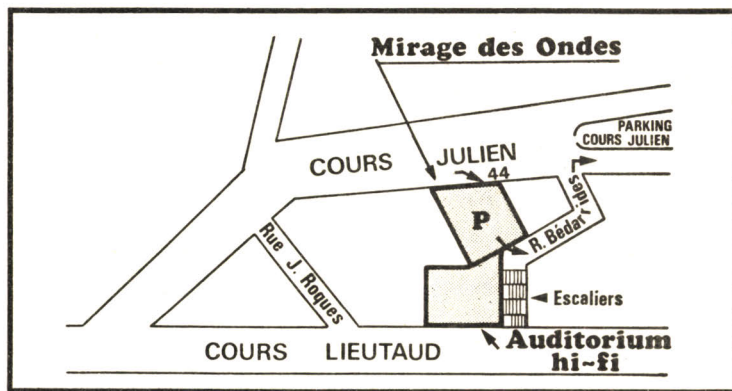 Mirage des Ondes
PARKING
COURS JULIEN
COURS JULIEN
44
P
R. Bédarrides
Rue J. Roques
Escaliers
COURS LIEUTAUD
Auditorium
hi-fi